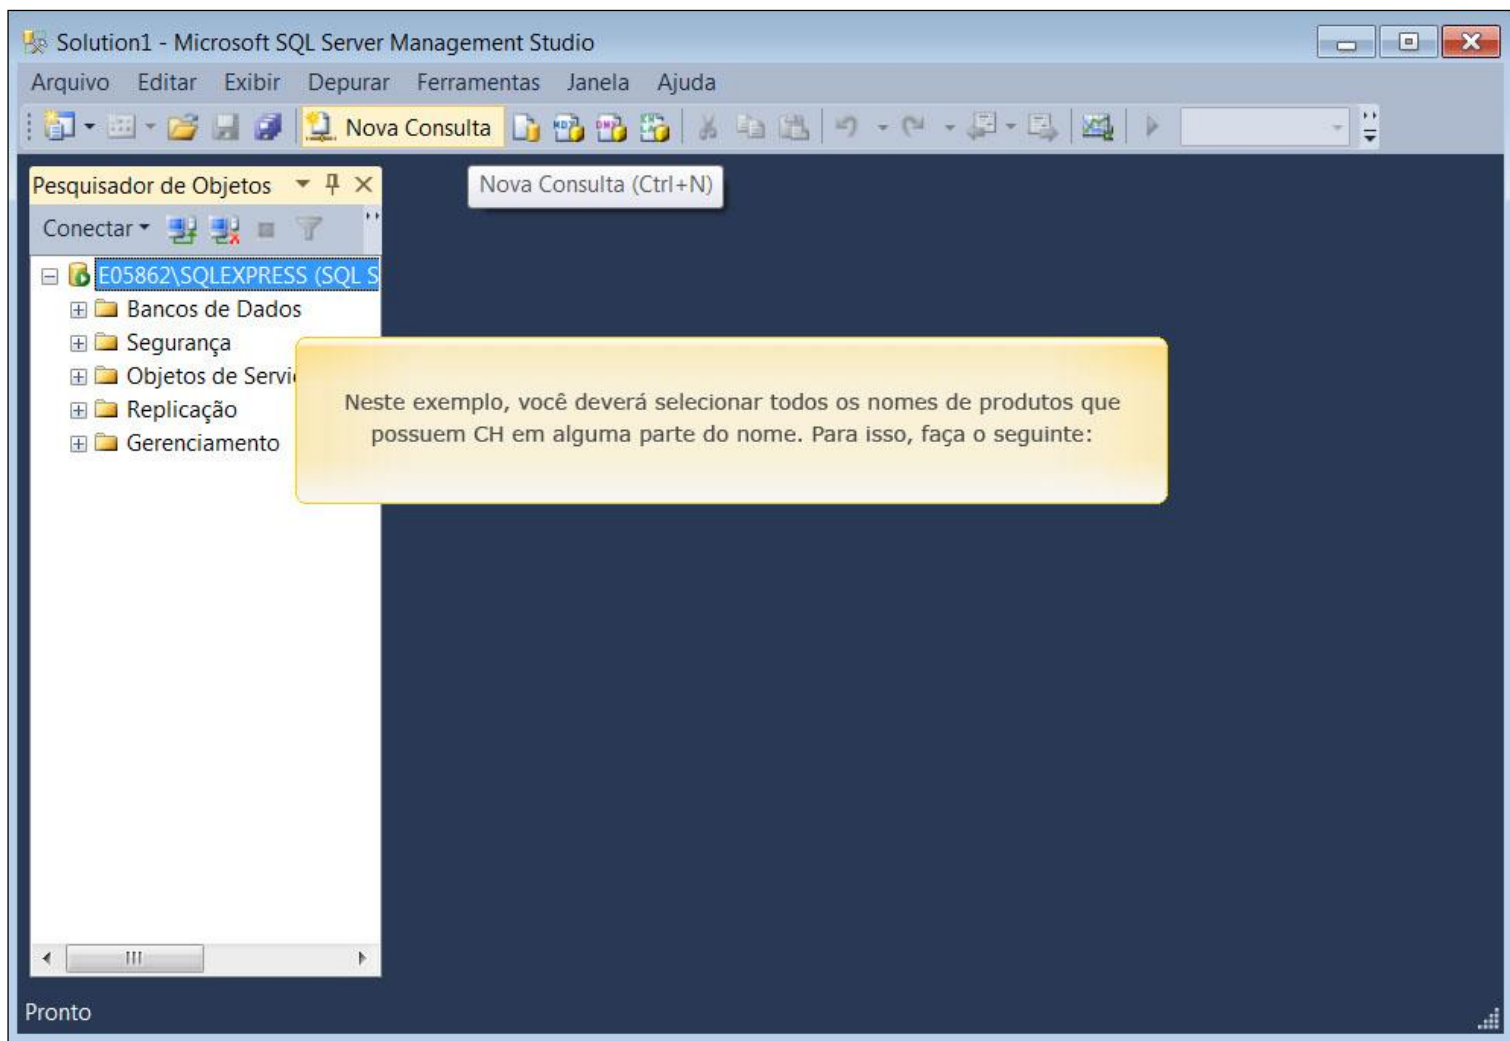 Solution1 - Microsoft SQL Server Management Studio
Arquivo Editar Exibir Depurar Ferramentas Janela Ajuda
Nova Consulta
Pesquisador de Objetos
Nova Consulta (Ctrl+N)
Conectar
E05862\SQLEXPRESS (SQL S
Bancos de Dados
Segurança
Objetos de Servi
Replicação
Gerenciamento
Neste exemplo, você deverá selecionar todos os nomes de produtos que
possuem CH em alguma parte do nome. Para isso, faça o seguinte:
Pronto